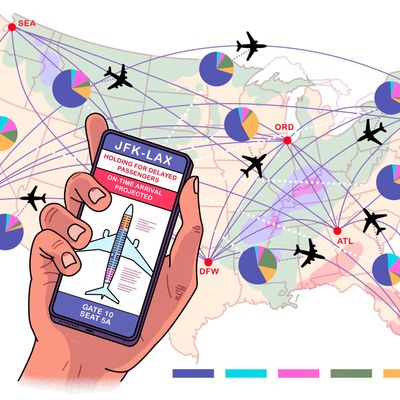 SEA
JFK-LAX
HOLDING FOR DELAYED
PASSENGERS
ON-TIME ARRIVAL
PROJECTED
GATE 10
SEAT 5A
ORD
ATL
DFW